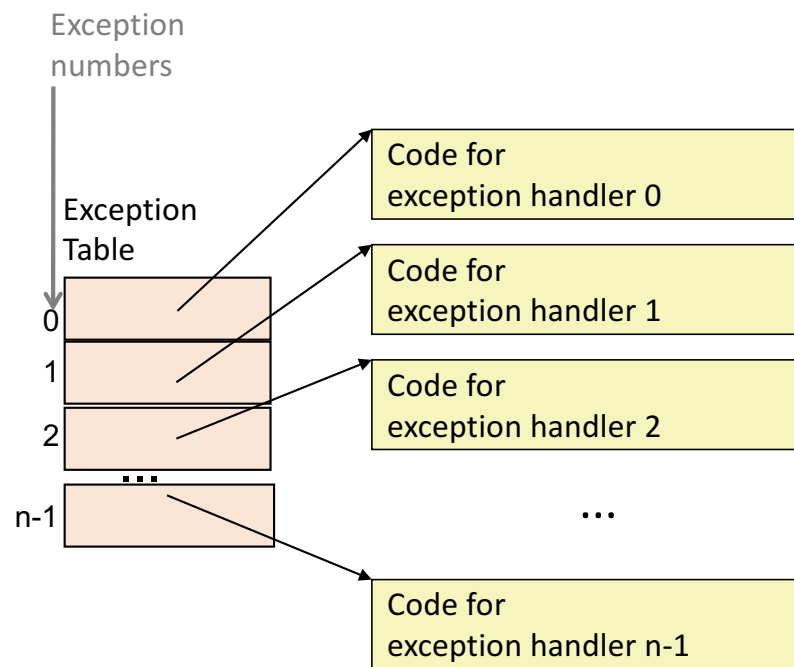 Exception
numbers
Exception
Table
0
1
2
...
n-1
Code for
exception handler 0
Code for
exception handler 1
Code for
exception handler 2
...
Code for
exception handler n-1